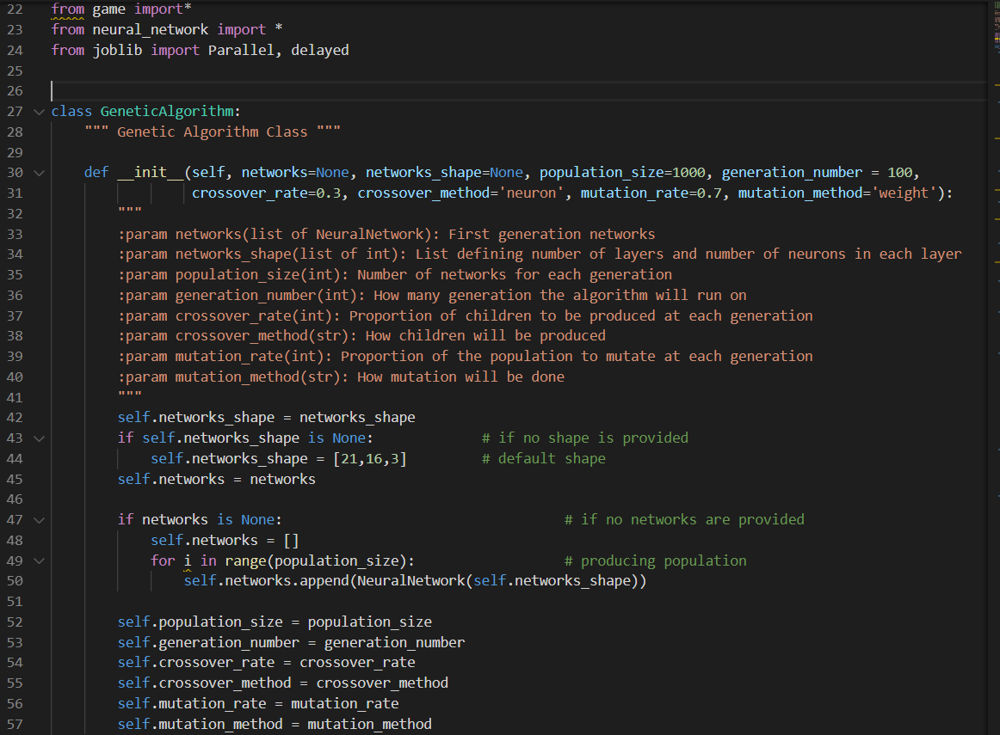 22 from game import*
23 from neural_network import *
24 from joblib import Parallel, delayed
25
26
27 class GeneticAlgorithm:
28 """ Genetic Algorithm Class """
29
30 def __init__(self, networks=None, networks_shape=None, population_size=1000, generation_number = 100,
31 crossover_rate=0.3, crossover_method='neuron', mutation_rate=0.7, mutation_method='weight'):
32 """
33 :param networks(list of NeuralNetwork): First generation networks
34 :param networks_shape(list of int): List defining number of layers and number of neurons in each layer
35 :param population_size(int): Number of networks for each generation
36 :param generation_number(int): How many generation the algorithm will run on
37 :param crossover_rate(int): Proportion of children to be produced at each generation
38 :param crossover_method(str): How children will be produced
39 :param mutation_rate(int): Proportion of the population to mutate at each generation
40 :param mutation_method(str): How mutation will be done
41 """
42 self.networks_shape = networks_shape
43 if self.networks_shape is None: # if no shape is provided
44 self.networks_shape = [21,16,3] # default shape
45 self.networks = networks
46
47 if networks is None: # if no networks are provided
48 self.networks = []
49 for i in range(population_size): # producing population
50 self.networks.append(NeuralNetwork(self.networks_shape))
51
52 self.population_size = population_size
53 self.generation_number = generation_number
54 self.crossover_rate = crossover_rate
55 self.crossover_method = crossover_method
56 self.mutation_rate = mutation_rate
57 self.mutation_method = mutation_method